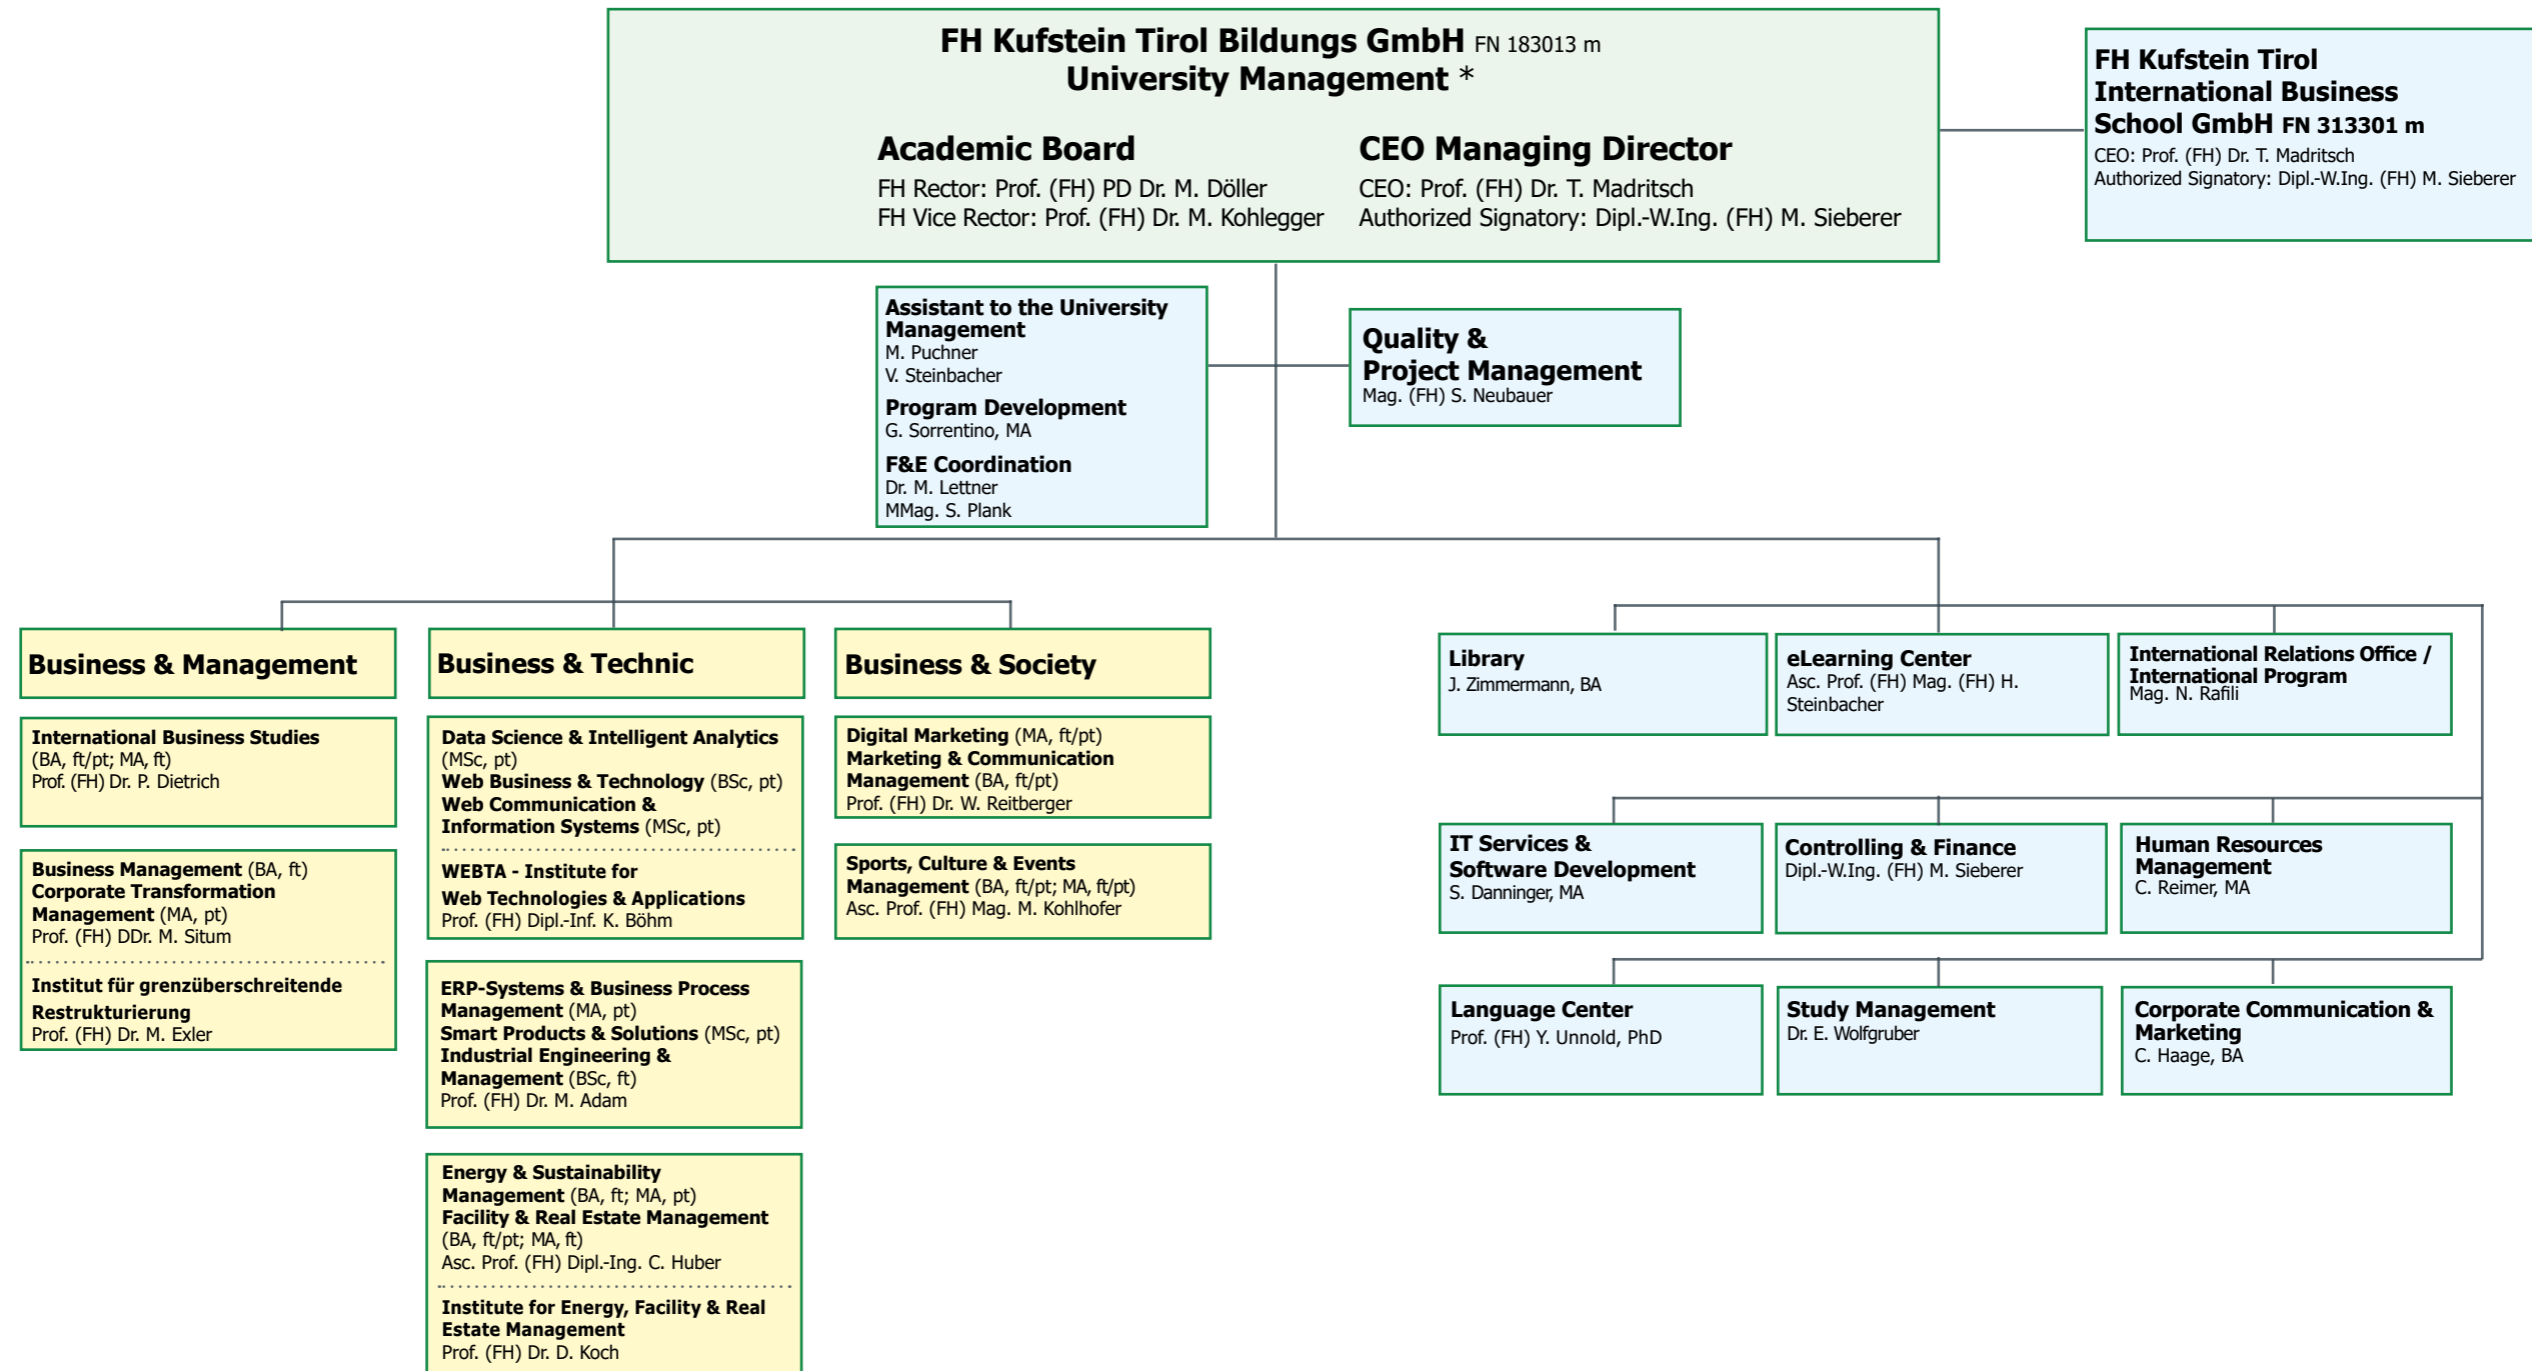 FH Kufstein Tirol Bildungs GmbH FN 183013 m
University Management *
Academic Board
FH Rector: Prof. (FH) PD Dr. M. Döller
FH Vice Rector: Prof. (FH) Dr. M. Kohlegger
CEO Managing Director
CEO: Prof. (FH) Dr. T. Madritsch
Authorized Signatory: Dipl.-W.Ing. (FH) M. Sieberer
FH Kufstein Tirol
International Business
School GmbH FN 313301 m
CEO: Prof. (FH) Dr. T. Madritsch
Authorized Signatory: Dipl.-W.Ing. (FH) M. Sieberer
Assistant to the University
Management
M. Puchner
V. Steinbacher
Program Development
G. Sorrentino, MA
F&E Coordination
Dr. M. Lettner
MMag. S. Plank
Quality &
Project Management
Mag. (FH) S. Neubauer
Business & Management
International Business Studies
(BA, ft/pt; MA, ft)
Prof. (FH) Dr. P. Dietrich
Business Management (BA, ft)
Corporate Transformation
Management (MA, pt)
Prof. (FH) DDr. M. Situm
Institut für grenzüberschreitende
Restrukturierung
Prof. (FH) Dr. M. Exler
Business & Technic
Data Science & Intelligent Analytics
(MSc, pt)
Web Business & Technology (BSc, pt)
Web Communication &
Information Systems (MSc, pt)
WEBTA - Institute for
Web Technologies & Applications
Prof. (FH) Dipl.-Inf. K. Böhm
ERP-Systems & Business Process
Management (MA, pt)
Smart Products & Solutions (MSc, pt)
Industrial Engineering &
Management (BSc, ft)
Prof. (FH) Dr. M. Adam
Energy & Sustainability
Management (BA, ft; MA, pt)
Facility & Real Estate Management
(BA, ft/pt; MA, ft)
Asc. Prof. (FH) Dipl.-Ing. C. Huber
Institute for Energy, Facility & Real
Estate Management
Prof. (FH) Dr. D. Koch
Business & Society
Digital Marketing (MA, ft/pt)
Marketing & Communication
Management (BA, ft/pt)
Prof. (FH) Dr. W. Reitberger
Sports, Culture & Events
Management (BA, ft/pt; MA, ft/pt)
Asc. Prof. (FH) Mag. M. Kohlhofer
Library
J. Zimmermann, BA
eLearning Center
Asc. Prof. (FH) Mag. (FH) H.
Steinbacher
International Relations Office /
International Program
Mag. N. Rafili
IT Services &
Software Development
S. Danninger, MA
Controlling & Finance
Dipl.-W.Ing. (FH) M. Sieberer
Human Resources
Management
C. Reimer, MA
Language Center
Prof. (FH) Y. Unnold, PhD
Study Management
Dr. E. Wolfgruber
Corporate Communication &
Marketing
C. Haage, BA